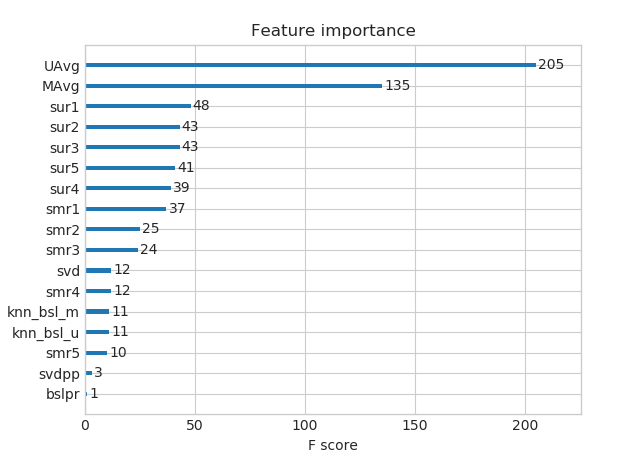 Feature importance
UAvg 205
MAvg 135
sur1 48
sur2 43
sur3 43
sur5 41
sur4 39
smr1 37
smr2 25
smr3 24
svd 12
smr4 12
knn_bsl_m 11
knn_bsl_u 11
smr5 10
svdpp 3
bslpr 1
0 50 100 150 200
F score